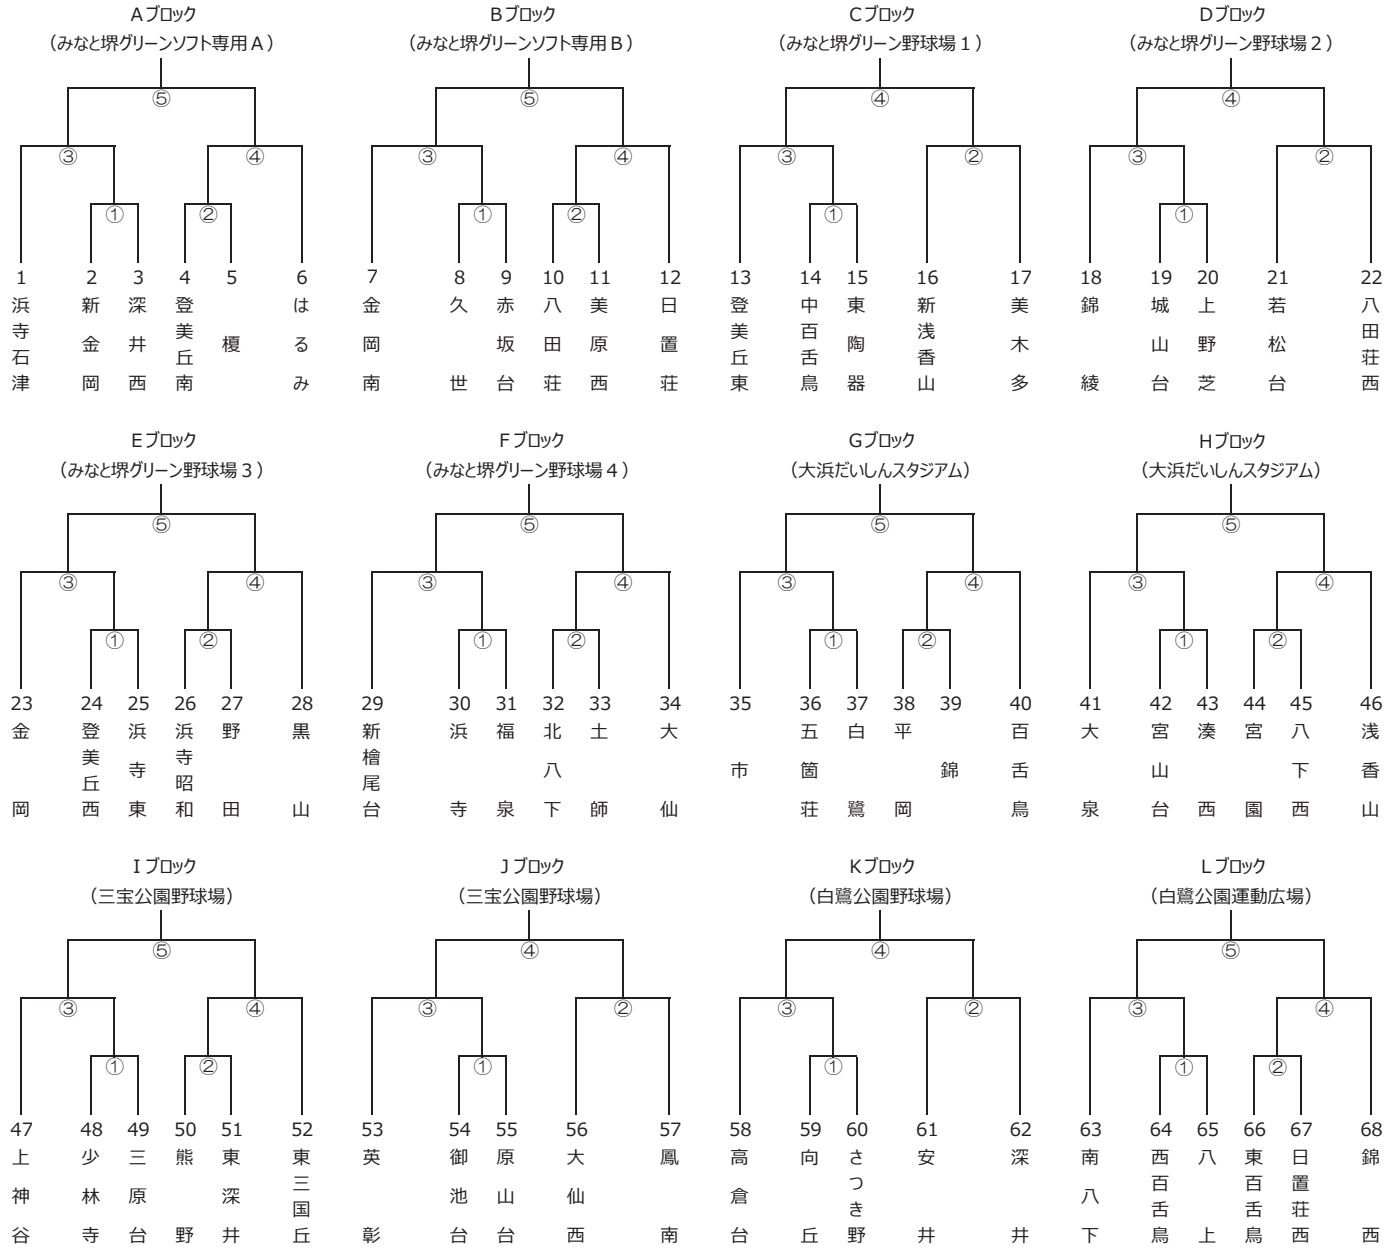 Aブロック
（みなと堺グリーンソフト専用A）
⑤
③
④
①
②
1 浜寺石津
2 新金岡
3 深井西
4 登美丘南
5 榎
6 はるみ
Bブロック
（みなと堺グリーンソフト専用B）
⑤
③
④
①
②
7 金岡南
8 久世
9 赤坂台
10 八田荘
11 美原西
12 日置荘
Cブロック
（みなと堺グリーン野球場1）
④
③
②
①
13 登美丘東
14 中百舌鳥
15 東陶器
16 新浅香山
17 美木多
Dブロック
（みなと堺グリーン野球場2）
④
③
②
①
18 錦綾
19 城山台
20 上野芝
21 若松台
22 八田荘西
Eブロック
（みなと堺グリーン野球場3）
⑤
③
④
①
②
23 金岡
24 登美丘西
25 浜寺東
26 浜寺昭和
27 野田
28 黒山
Fブロック
（みなと堺グリーン野球場4）
⑤
③
④
①
②
29 新檜尾台
30 浜寺
31 福泉
32 北八下
33 土師
34 大仙
Gブロック
（大浜だいしんスタジアム）
⑤
③
④
①
②
35 市
36 五箇荘
37 白鷺
38 平岡
39 錦
40 百舌鳥
Hブロック
（大浜だいしんスタジアム）
⑤
③
④
①
②
41 大泉
42 宮山台
43 湊西
44 宮園
45 八下西
46 浅香山
Iブロック
（三宝公園野球場）
⑤
③
④
①
②
47 上神谷
48 少林寺
49 三原台
50 熊野
51 東深井
52 東三国丘
Jブロック
（三宝公園野球場）
④
③
②
①
53 英彰
54 御池台
55 原山台
56 大仙西
57 鳳南
Kブロック
（白鷺公園野球場）
④
③
②
①
58 高倉台
59 向丘
60 さつき野
61 安井
62 深井
Lブロック
（白鷺公園運動広場）
⑤
③
④
①
②
63 南八下
64 西百舌鳥
65 八上
66 東百舌鳥
67 日置荘西
68 錦西